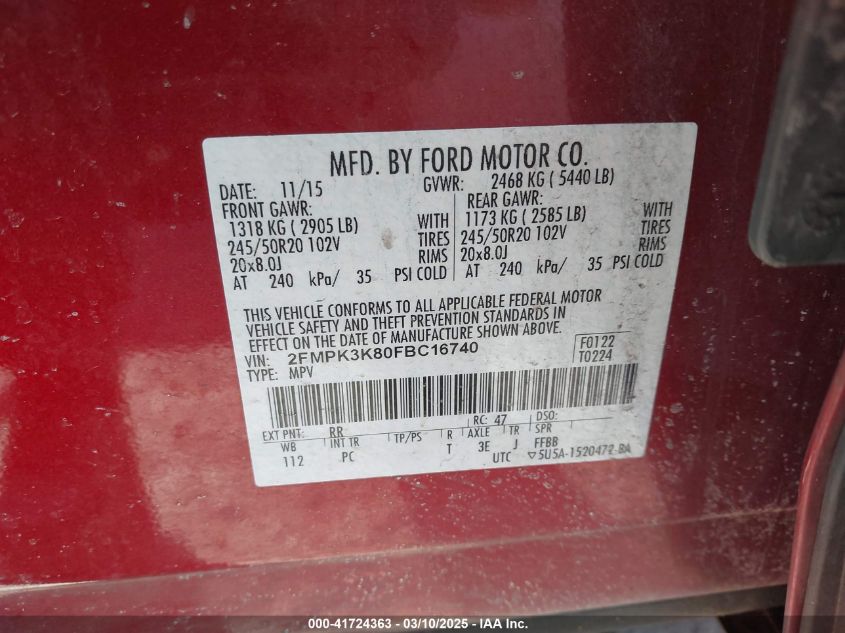 MFD. BY FORD MOTOR CO.
DATE: 11/15 GVWR: 2468 KG ( 5440 LB)
FRONT GAWR: REAR GAWR:
1318 KG ( 2905 LB) WITH 1173 KG ( 2585 LB) WITH
245/50R20 102V TIRES 245/50R20 102V TIRES
20x8.0J RIMS 20x8.0J RIMS
AT 240 kPa/ 35 PSI COLD AT 240 kPa/ 35 PSI COLD
THIS VEHICLE CONFORMS TO ALL APPLICABLE FEDERAL MOTOR
VEHICLE SAFETY AND THEFT PREVENTION STANDARDS IN
EFFECT ON THE DATE OF MANUFACTURE SHOWN ABOVE.
VIN: 2FMPK3K80FBC16740 F0122
TYPE: MPV T0224
EXT PNT: RR RC: 47 DSO:
WB INT TR TP/PS R AXLE TR SPR
112 PC T 3E J FFBB
UTC ▽5U5A-1520472-BA
000-41724363 - 03/10/2025 - IAA Inc.